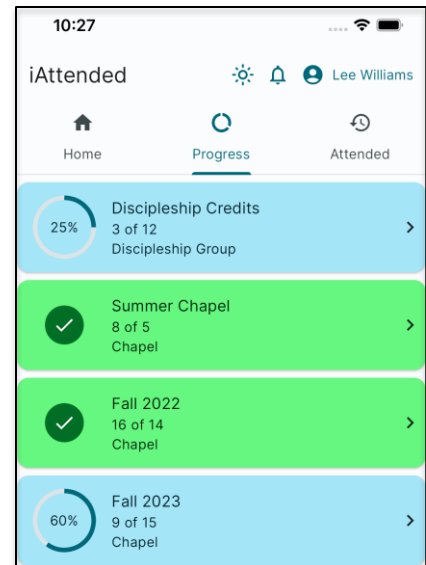 10:27
iAttended
Lee Williams
Home
Progress
Attended
25%
Discipleship Credits
3 of 12
Discipleship Group
Summer Chapel
8 of 5
Chapel
Fall 2022
16 of 14
Chapel
60%
Fall 2023
9 of 15
Chapel